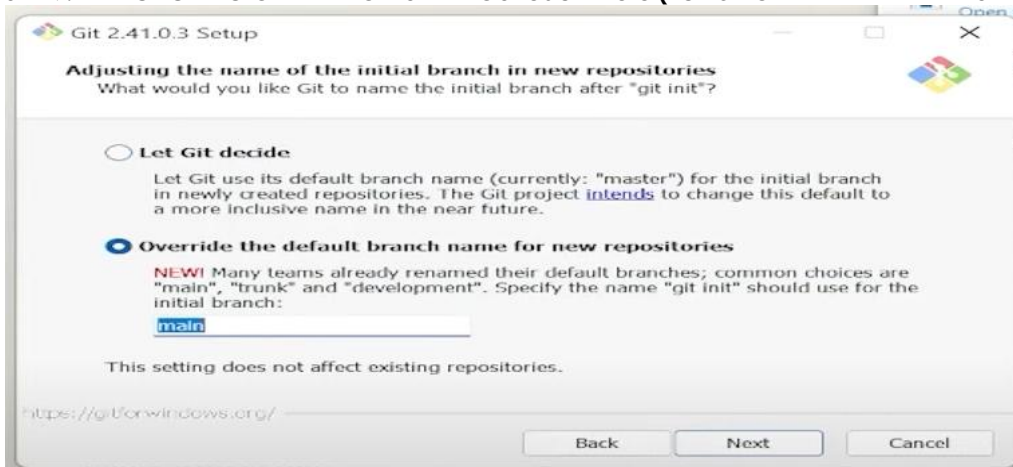 Open
Git 2.41.0.3 Setup
Adjusting the name of the initial branch in new repositories
What would you like Git to name the initial branch after "git init"?
Let Git decide
Let Git use its default branch name (currently: "master") for the initial branch
in newly created repositories. The Git project intends to change this default to
a more inclusive name in the near future.
Override the default branch name for new repositories
NEW! Many teams already renamed their default branches; common choices are
"main", "trunk" and "development". Specify the name "git init" should use for the
initial branch:
main
This setting does not affect existing repositories.
https://gitforwindows.org/
Back Next Cancel